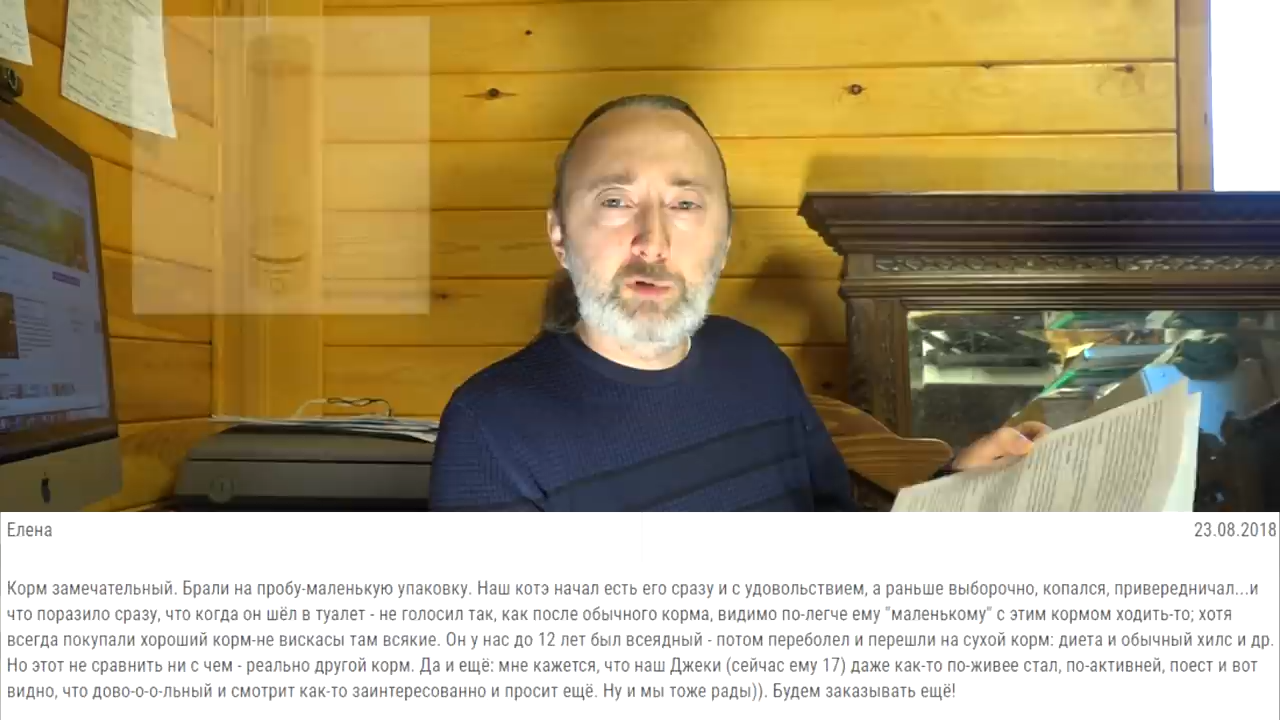 Елена 23.08.2018
Корм замечательный. Брали на пробу-маленькую упаковку. Наш котэ начал есть его сразу и с удовольствием, а раньше выборочно, копался, привередничал...и
что поразило сразу, что когда он шёл в туалет - не голосил так, как после обычного корма, видимо по-легче ему "маленькому" с этим кормом ходить-то; хотя
всегда покупали хороший корм-не вискасы там всякие. Он у нас до 12 лет был всеядный - потом переболел и перешли на сухой корм: диета и обычный хилс и др.
Но этот не сравнить ни с чем - реально другой корм. Да и ещё: мне кажется, что наш Джеки (сейчас ему 17) даже как-то по-живее стал, по-активней, поест и вот
видно, что дово-о-о-льный и смотрит как-то заинтересованно и просит ещё. Ну и мы тоже рады)). Будем заказывать ещё!